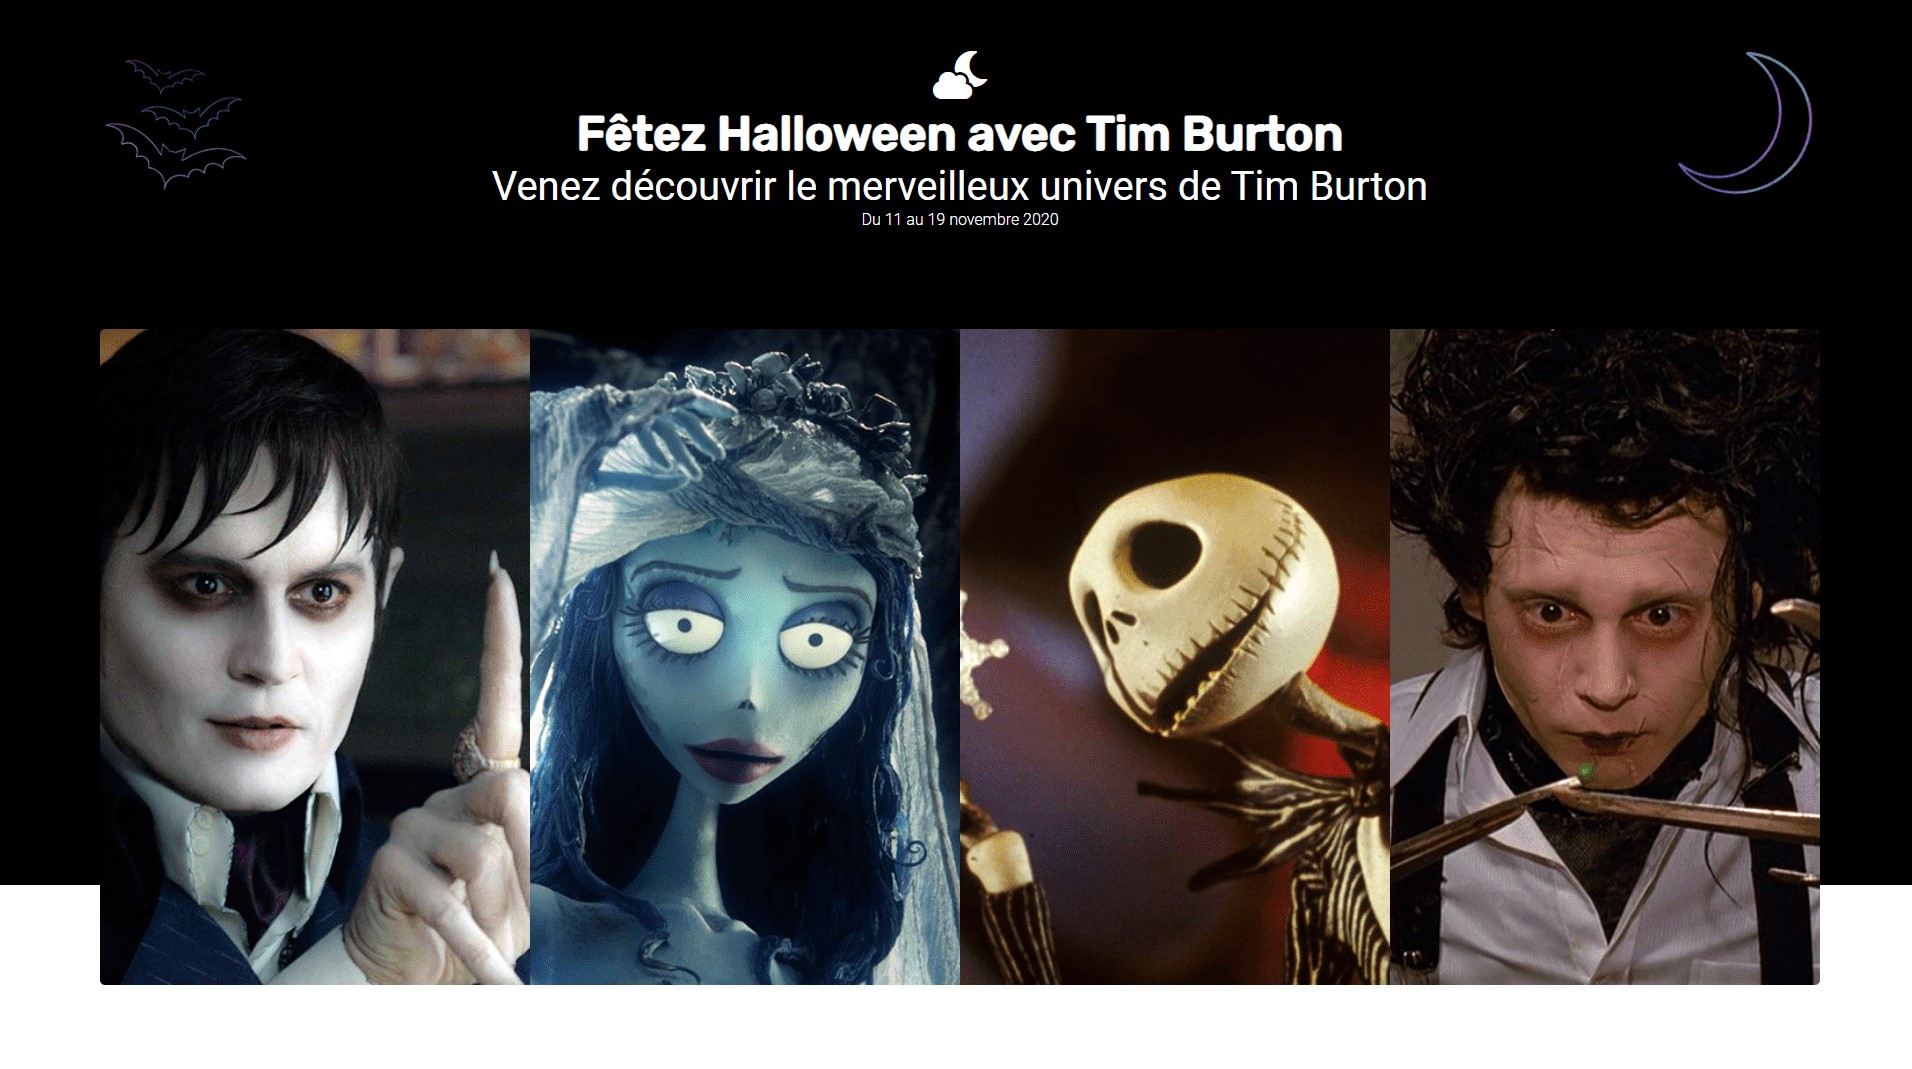 Fêtez Halloween avec Tim Burton
Venez découvrir le merveilleux univers de Tim Burton
Du 11 au 19 novembre 2020